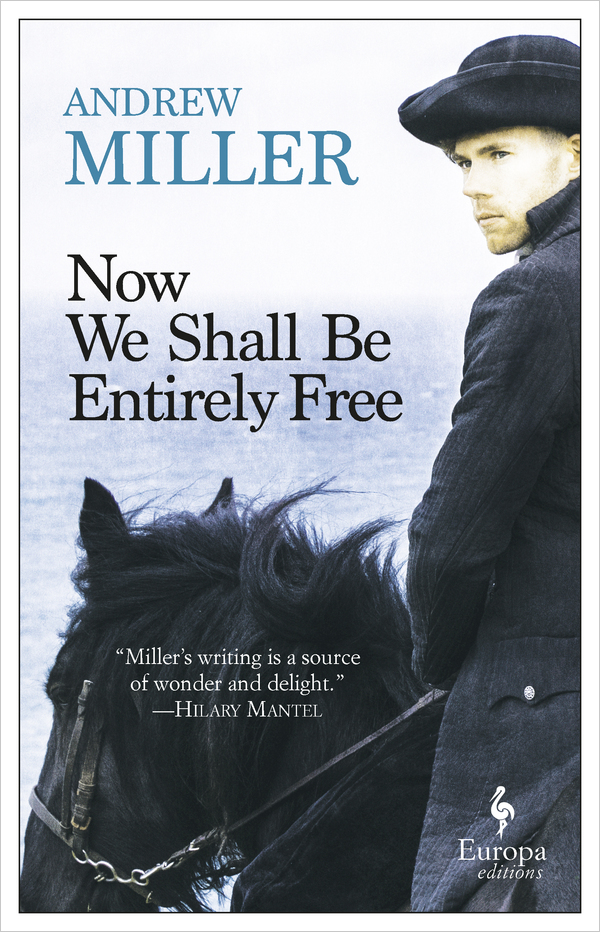 ANDREW
MILLER
Now
We Shall Be
Entirely Free
“Miller’s writing is a source
of wonder and delight.”
—HILARY MANTEL
Europa
editions